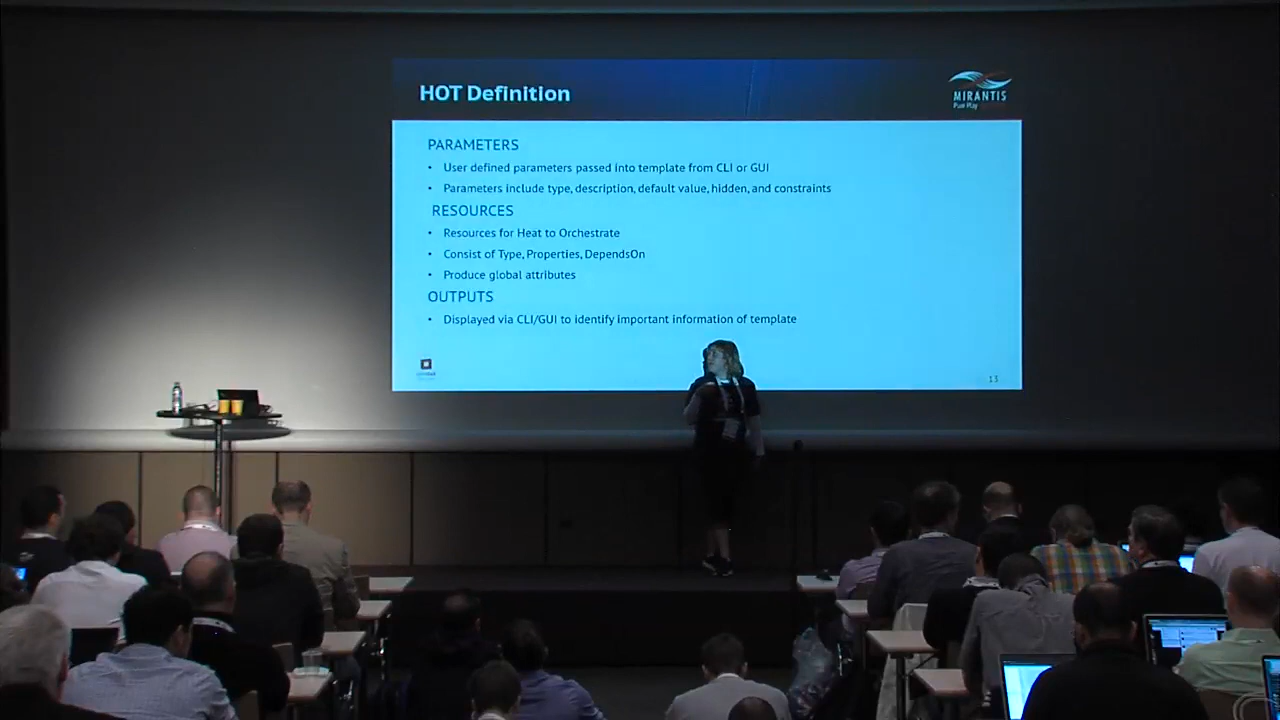 HOT Definition
MIRANTIS
Pure Play
PARAMETERS
• User defined parameters passed into template from CLI or GUI
• Parameters include type, description, default value, hidden, and constraints
RESOURCES
• Resources for Heat to Orchestrate
• Consist of Type, Properties, DependsOn
• Produce global attributes
OUTPUTS
• Displayed via CLI/GUI to identify important information of template
13